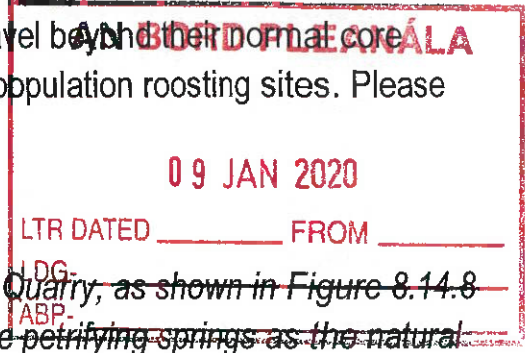 vel beyond their normal core
AN BORD PLEANÁLA
population roosting sites. Please
09 JAN 2020
LTR DATED FROM
LDG-
Quarry, as shown in Figure 8.14.8
ABP-
e petrifying springs as the natural